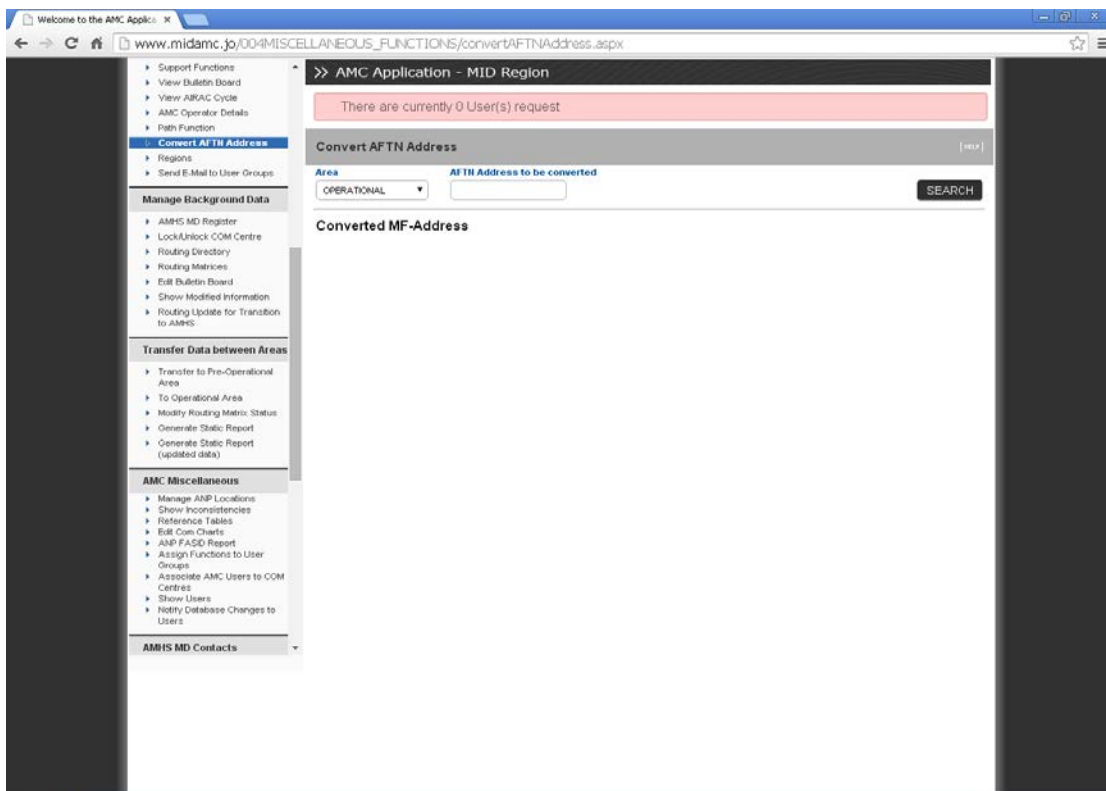 Welcome to the AMC Applica
www.midamc.jo/004MISCELLANEOUS_FUNCTIONS/convertAFTNAddress.aspx
Support Functions
View Bulletin Board
View AIRAC Cycle
AMC Operator Details
Path Function
Convert AFTN Address
Regions
Send E-Mail to User Groups
Manage Background Data
AMHS MD Register
Lock/Unlock COM Centre
Routing Directory
Routing Matrices
Edit Bulletin Board
Show Modified Information
Routing Update for Transition
to AMHS
Transfer Data between Areas
Transfer to Pre-Operational
Area
To Operational Area
Modify Routing Matrix Status
Generate Static Report
Generate Static Report
(updated data)
AMC Miscellaneous
Manage ANP Locations
Show Inconsistencies
Reference Tables
Edit Com Charts
ANP FASID Report
Assign Functions to User
Groups
Associate AMC Users to COM
Centres
Show Users
Notify Database Changes to
Users
AMHS MD Contacts
>> AMC Application - MID Region
There are currently 0 User(s) request
Convert AFTN Address
[HELP]
Area AFTN Address to be converted
OPERATIONAL SEARCH
Converted MF-Address